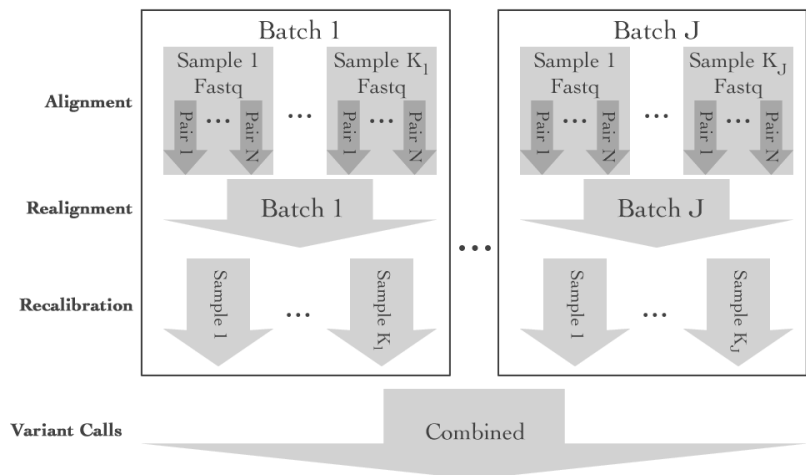 Batch 1
Batch J
Sample 1
Fastq
Sample K1
Fastq
Sample 1
Fastq
Sample KJ
Fastq
Alignment
Pair 1
...
Pair N
...
Pair 1
...
Pair N
Pair 1
...
Pair N
...
Pair 1
...
Pair N
Realignment
Batch 1
Batch J
...
Recalibration
Sample 1
...
Sample K1
Sample 1
...
Sample KJ
Variant Calls
Combined